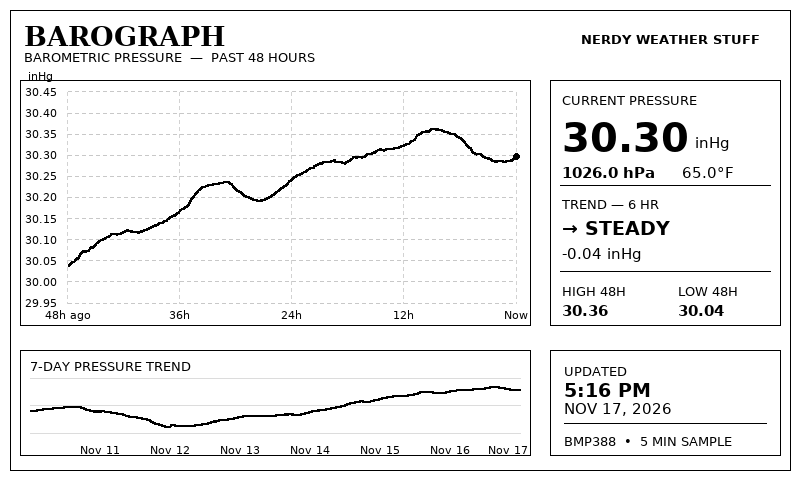 BAROGRAPH
BAROMETRIC PRESSURE — PAST 48 HOURS
NERDY WEATHER STUFF
inHg
30.45
30.40
30.35
30.30
30.25
30.20
30.15
30.10
30.05
30.00
29.95
48h ago 36h 24h 12h Now
CURRENT PRESSURE
30.30 inHg
1026.0 hPa 65.0°F
TREND — 6 HR
→ STEADY
-0.04 inHg
HIGH 48H LOW 48H
30.36 30.04
7-DAY PRESSURE TREND
Nov 11 Nov 12 Nov 13 Nov 14 Nov 15 Nov 16 Nov 17
UPDATED
5:16 PM
NOV 17, 2026
BMP388 • 5 MIN SAMPLE